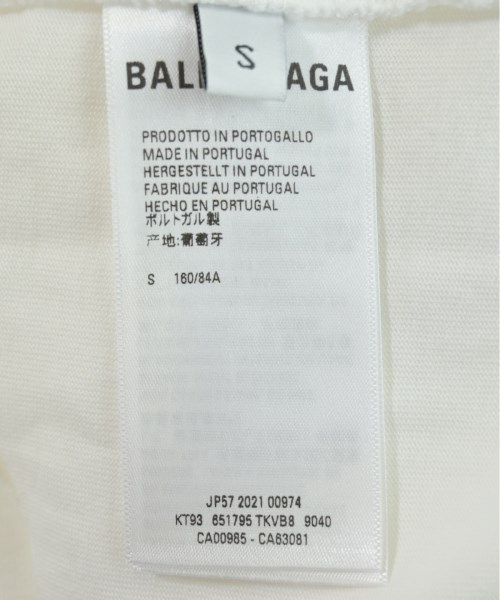 S
BAL AGA
PRODOTTO IN PORTOGALLO
MADE IN PORTUGAL
HERGESTELLT IN PORTUGAL
FABRIQUE AU PORTUGAL
HECHO EN PORTUGAL
ポルトガル製
产地:葡萄牙
S 160/84A
JP57 2021 00974
KT93 651795 TKVB8 9040
CA00985 - CA63081